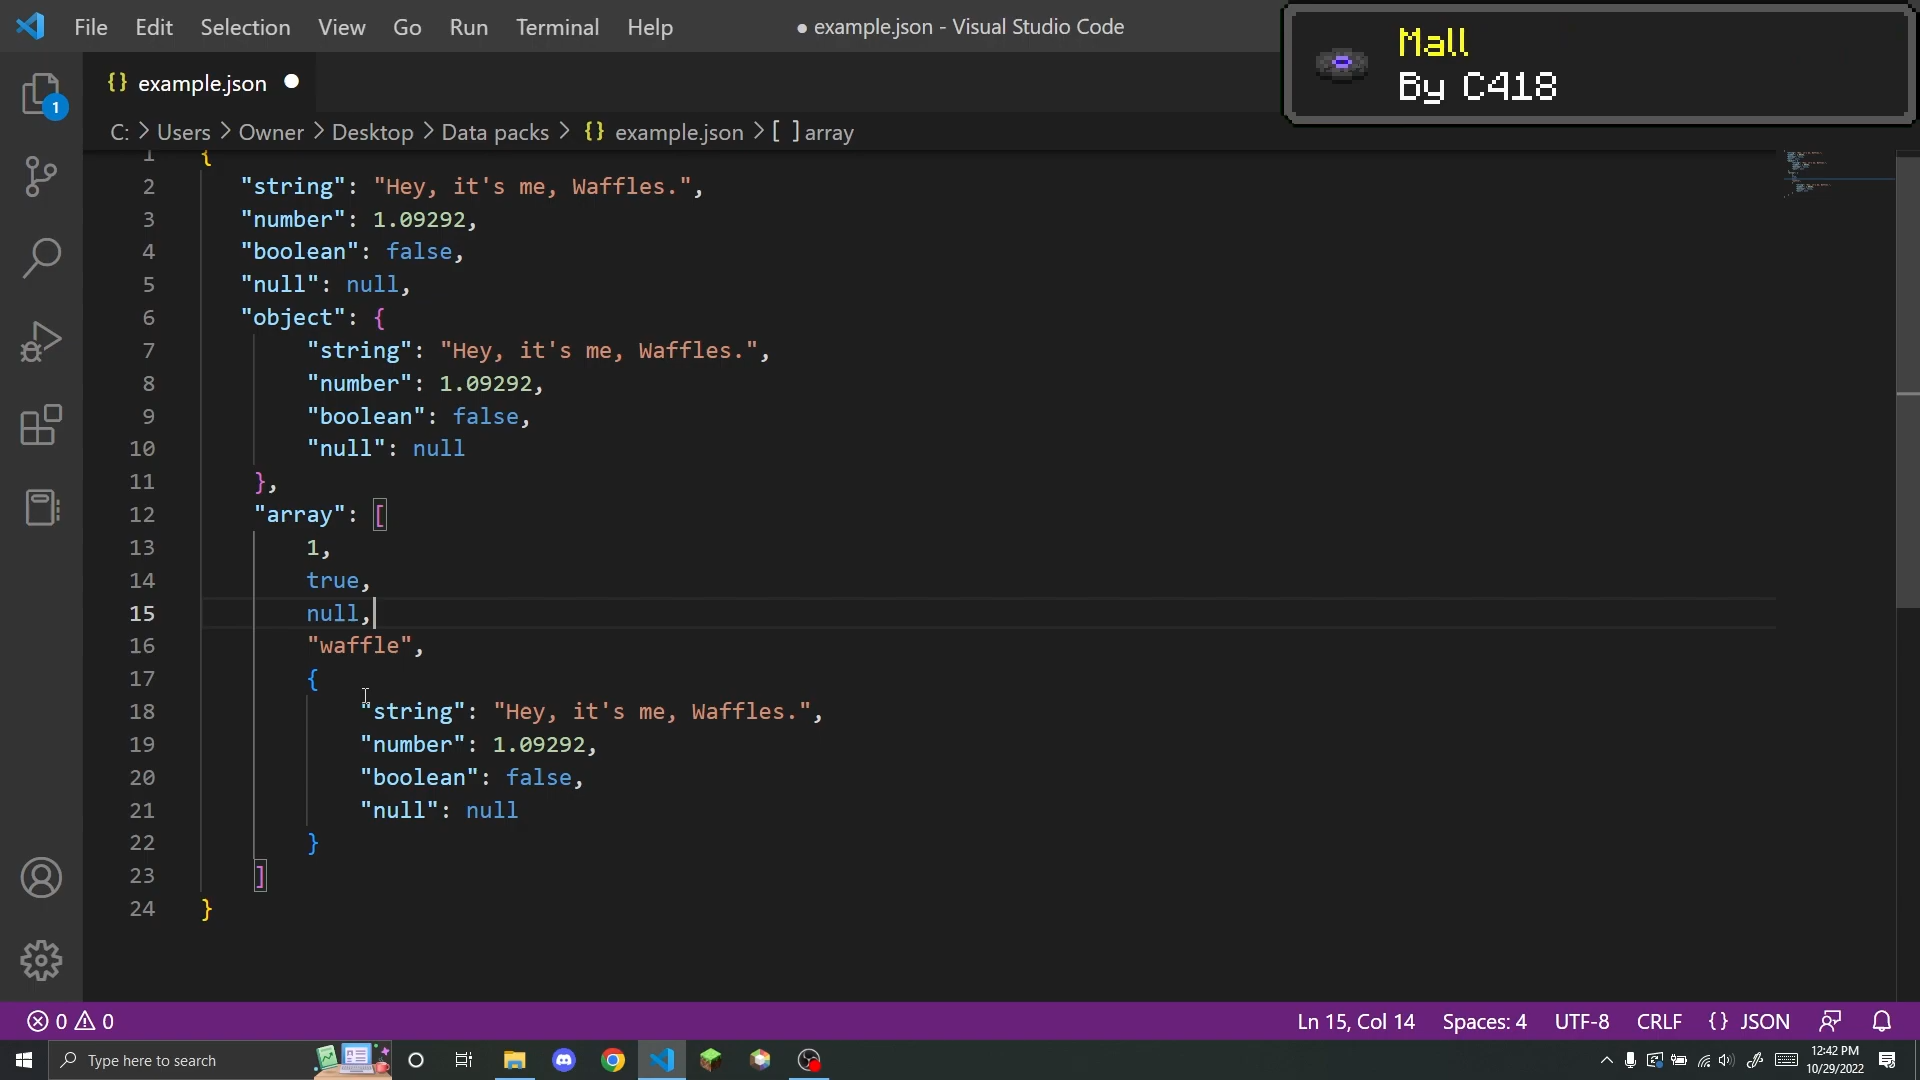 File Edit Selection View Go Run Terminal Help
● example.json - Visual Studio Code
Mall
By C418
{} example.json ●
1
C: > Users > Owner > Desktop > Data packs > {} example.json > [ ] array
1 {
2 "string": "Hey, it's me, Waffles.",
3 "number": 1.09292,
4 "boolean": false,
5 "null": null,
6 "object": {
7 "string": "Hey, it's me, Waffles.",
8 "number": 1.09292,
9 "boolean": false,
10 "null": null
11 },
12 "array": [
13 1,
14 true,
15 null,
16 "waffle",
17 {
18 "string": "Hey, it's me, Waffles.",
19 "number": 1.09292,
20 "boolean": false,
21 "null": null
22 }
23 ]
24 }
0 0 Ln 15, Col 14 Spaces: 4 UTF-8 CRLF {} JSON
Type here to search
12:42 PM
10/29/2022